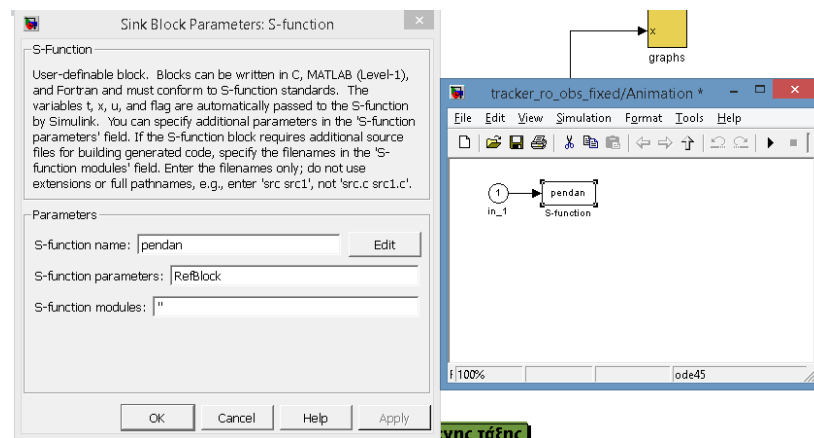 Sink Block Parameters: S-function
S-Function
User-definable block. Blocks can be written in C, MATLAB (Level-1),
and Fortran and must conform to S-function standards. The
variables t, x, u, and flag are automatically passed to the S-function
by Simulink. You can specify additional parameters in the 'S-function
parameters' field. If the S-function block requires additional source
files for building generated code, specify the filenames in the 'S-
function modules' field. Enter the filenames only; do not use
extensions or full pathnames, e.g., enter 'src src1', not 'src.c src1.c'.
Parameters
S-function name: pendan Edit
S-function parameters: RefBlock
S-function modules: ''
OK Cancel Help Apply
x
graphs
tracker_ro_obs_fixed/Animation *
File Edit View Simulation Format Tools Help
1 pendan
in_1 S-function
100% ode45
τάξης